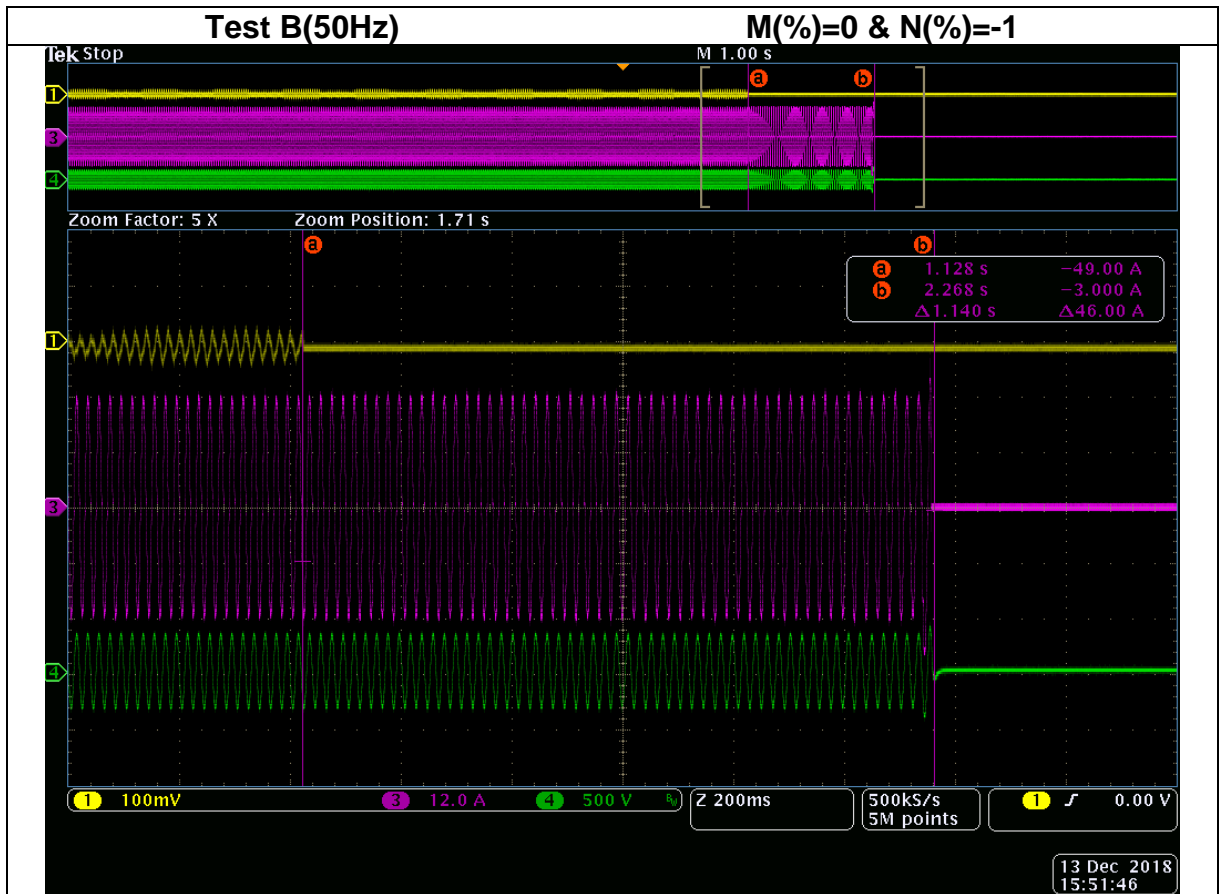 Test B(50Hz) M(%)=0 & N(%)=-1
Tek Stop M 1.00 s
a b
1
3
4
Zoom Factor: 5 X Zoom Position: 1.71 s
a b
a 1.128 s −49.00 A
b 2.268 s −3.000 A
Δ1.140 s Δ46.00 A
1
3
4
1 100mV 3 12.0 A 4 500 V BW Z 200ms 500kS/s 1 0.00 V
5M points
13 Dec 2018
15:51:46